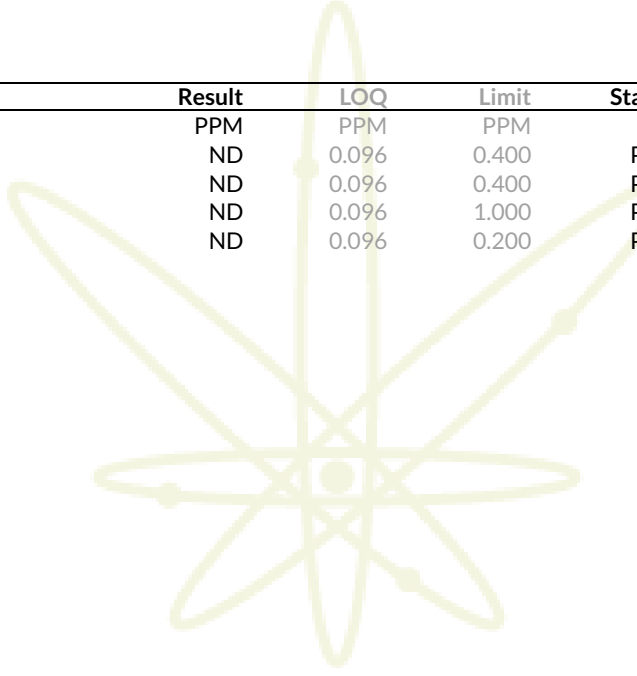 Result LOQ Limit
PPM PPM PPM
ND 0.096 0.400
ND 0.096 0.400
ND 0.096 1.000
ND 0.096 0.200